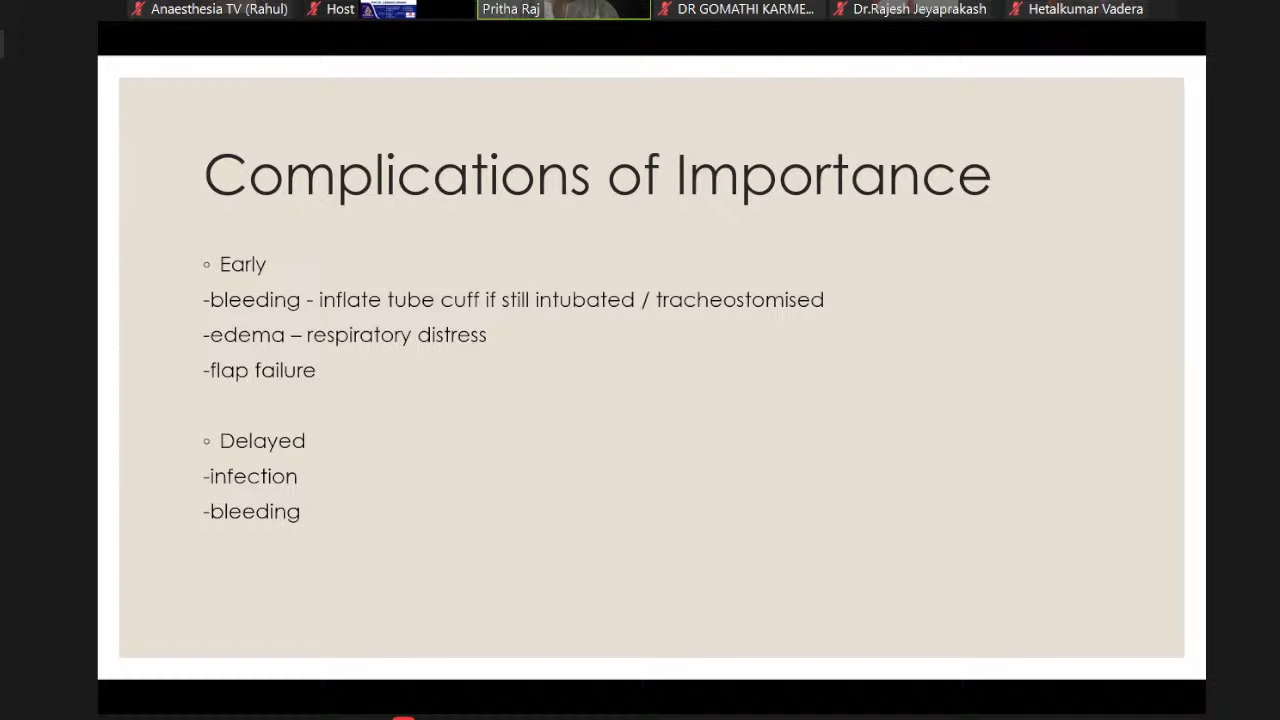 Anaesthesia TV (Rahul) Host Pritha Raj DR GOMATHI KARME... Dr.Rajesh Jeyaprakash Hetalkumar Vadera
Complications of Importance
◦ Early
-bleeding - inflate tube cuff if still intubated / tracheostomised
-edema – respiratory distress
-flap failure
◦ Delayed
-infection
-bleeding